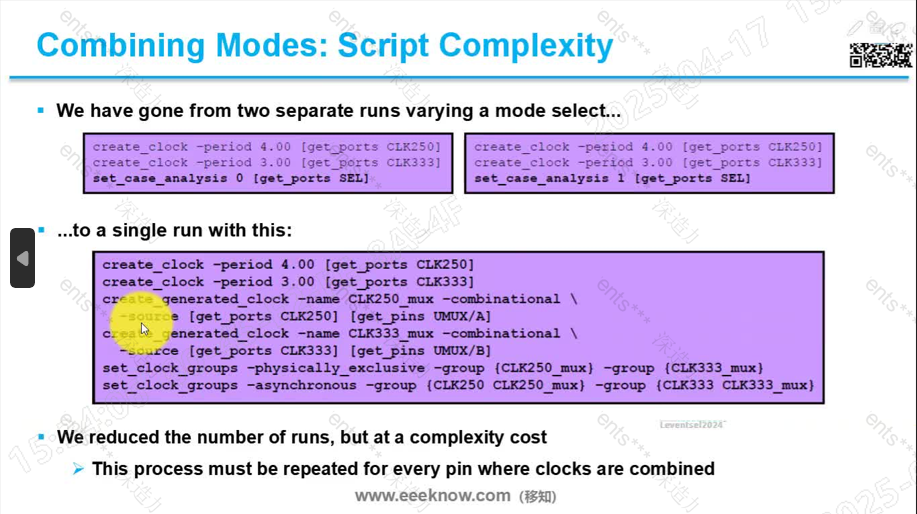 Combining Modes: Script Complexity
We have gone from two separate runs varying a mode select...
create_clock -period 4.00 [get_ports CLK250]
create_clock -period 3.00 [get_ports CLK333]
set_case_analysis 0 [get_ports SEL]
create_clock -period 4.00 [get_ports CLK250]
create_clock -period 3.00 [get_ports CLK333]
set_case_analysis 1 [get_ports SEL]
...to a single run with this:
create_clock -period 4.00 [get_ports CLK250]
create_clock -period 3.00 [get_ports CLK333]
create_generated_clock -name CLK250_mux -combinational \
-source [get_ports CLK250] [get_pins UMUX/A]
create_generated_clock -name CLK333_mux -combinational \
-source [get_ports CLK333] [get_pins UMUX/B]
set_clock_groups -physically_exclusive -group {CLK250_mux} -group {CLK333_mux}
set_clock_groups -asynchronous -group {CLK250 CLK250_mux} -group {CLK333 CLK333_mux}
Leventsel2024
We reduced the number of runs, but at a complexity cost
This process must be repeated for every pin where clocks are combined
www.eeeknow.com (移知)